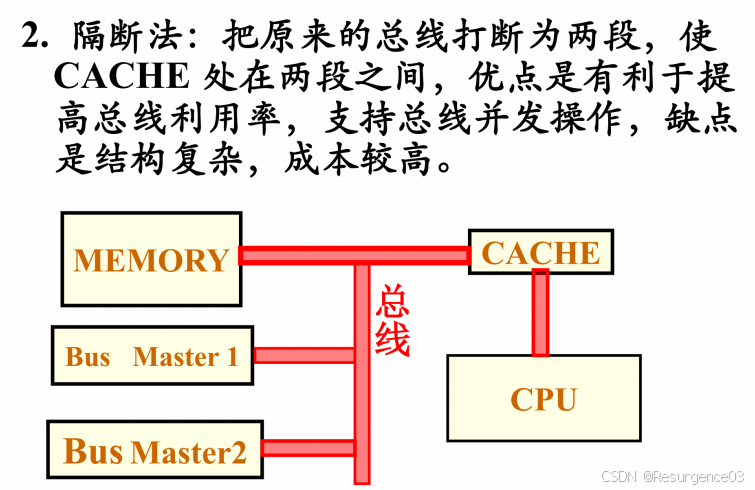 2. 隔断法：把原来的总线打断为两段，使
CACHE 处在两段之间，优点是有利于提
高总线利用率，支持总线并发操作，缺点
是结构复杂，成本较高。
MEMORY
CACHE
总线
Bus Master 1
CPU
Bus Master2
CSDN @Resurgence03